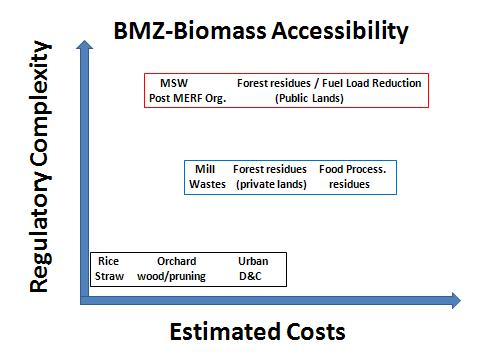 BMZ-Biomass Accessibility
Regulatory Complexity
MSW Forest residues / Fuel Load Reduction
Post MERF Org. (Public Lands)
Mill Forest residues Food Process.
Wastes (private lands) residues
Rice Orchard Urban
Straw wood/pruning D&C
Estimated Costs